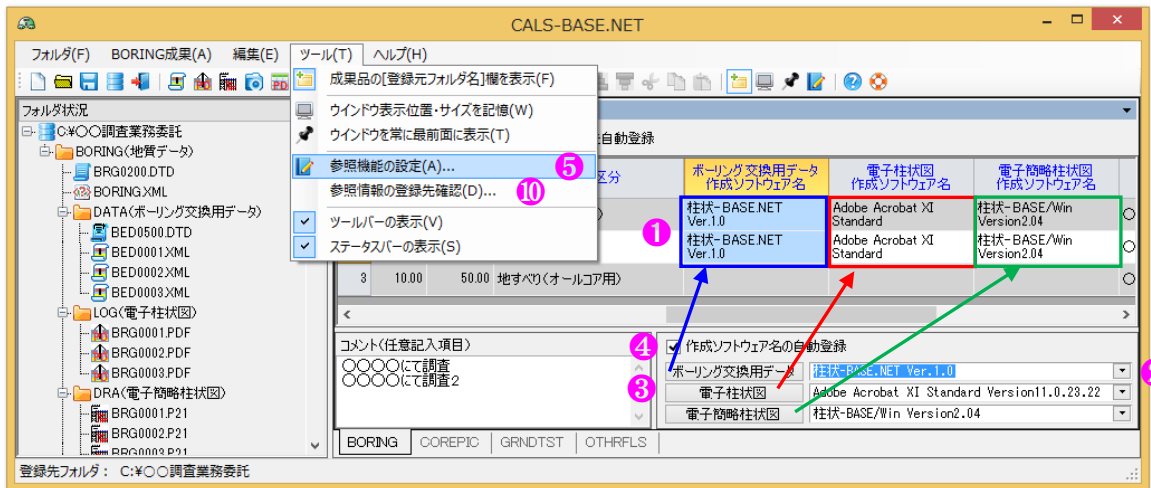 CALS-BASE.NET
フォルダ(F) BORING成果(A) 編集(E) ツール(T) ヘルプ(H)
成果品の[登録元フォルダ名]欄を表示(F)
ウインドウ表示位置・サイズを記憶(W)
ウインドウを常に最前面に表示(T)
参照機能の設定(A)... ❺
参照情報の登録先確認(D)... ❿
ツールバーの表示(V)
ステータスバーの表示(S)
フォルダ状況
C:¥〇〇調査業務委託
BORING(地質データ)
BRG0200.DTD
BORING.XML
DATA(ボーリング交換用データ)
BED0500.DTD
BED0001.XML
BED0002.XML
BED0003.XML
LOG(電子柱状図)
BRG0001.PDF
BRG0002.PDF
BRG0003.PDF
DRA(電子簡略柱状図)
BRG0001.P21
BRG0002.P21
BRG0003.P21
自動登録
区分
ボーリング交換用データ
作成ソフトウェア名
電子柱状図
作成ソフトウェア名
電子簡略柱状図
作成ソフトウェア名
❶
柱状-BASE.NET
Ver.1.0
Adobe Acrobat XI
Standard
柱状-BASE/Win
Version2.04
〇
柱状-BASE.NET
Ver.1.0
Adobe Acrobat XI
Standard
柱状-BASE/Win
Version2.04
〇
3 10.00 50.00 地すべり(オールコア用) 〇
コメント(任意記入項目)
〇〇〇〇にて調査
〇〇〇〇にて調査2
❹ 作成ソフトウェア名の自動登録
❸ ボーリング交換用データ 柱状-BASE.NET Ver.1.0
電子柱状図 Adobe Acrobat XI Standard Version11.0.23.22
電子簡略柱状図 柱状-BASE/Win Version2.04
BORING COREPIC GRNDTST OTHRFLS
登録先フォルダ： C:¥〇〇調査業務委託